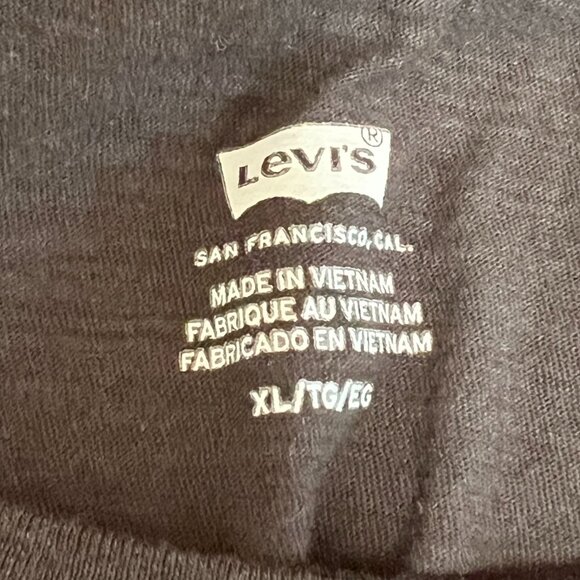 Levi's®
SAN FRANCISCO, CAL.
MADE IN VIETNAM
FABRIQUE AU VIETNAM
FABRICADO EN VIETNAM
XL/TG/EG